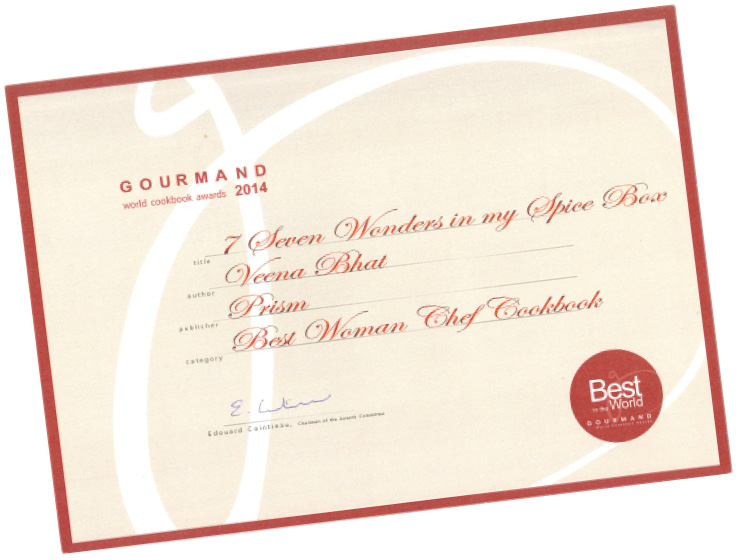 GOURMAND
world cookbook awards 2014
title 7 Seven Wonders in my Spice Box
author Veena Bhat
publisher Prism
category Best Woman Chef Cookbook
Edouard Cointreau, Chairman of the Awards Committee
Best
in the World
GOURMAND
WORLD COOKBOOK AWARDS